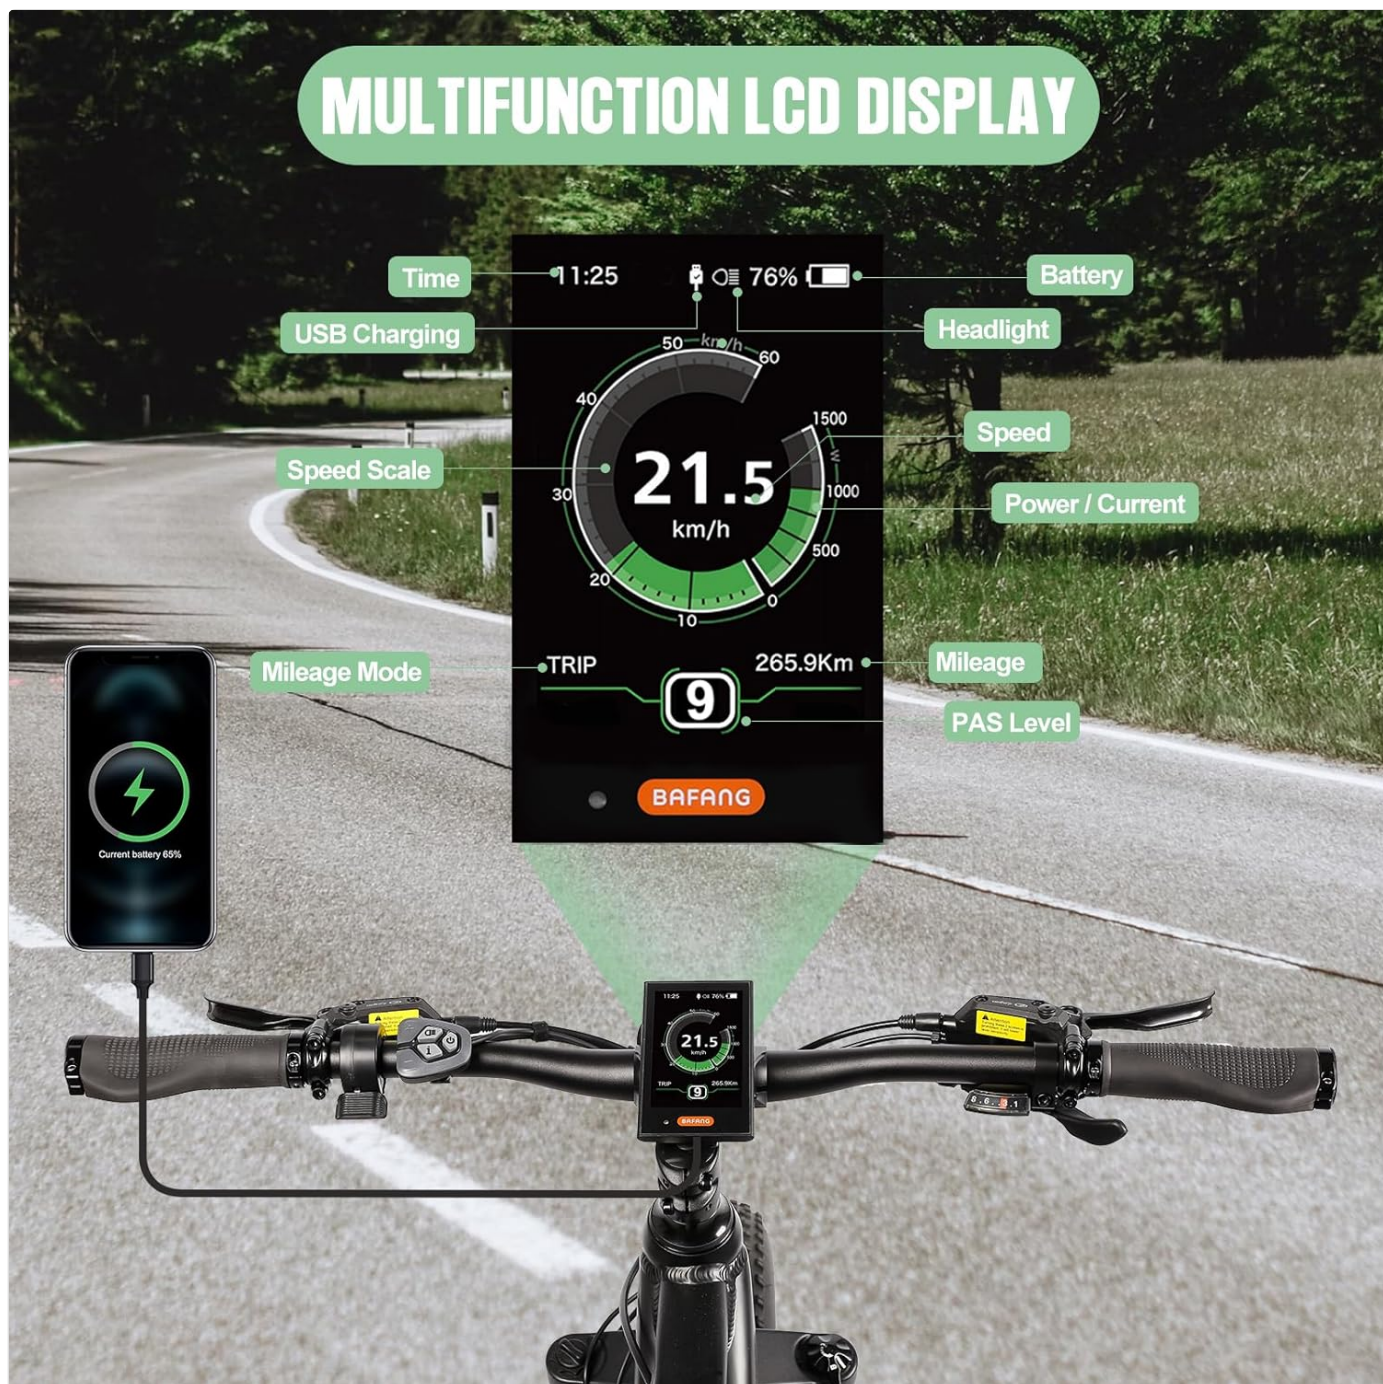 MULTIFUNCTION LCD DISPLAY
Time
11:25
76%
Battery
USB Charging
Headlight
50
km/h
60
40
1500
Speed
W
Speed Scale
21.5
30
1000
Power / Current
km/h
500
20
0
10
Mileage Mode
TRIP
265.9Km
Mileage
9
PAS Level
BAFANG
Current battery 65%
11:25
76%
21.5
km/h
TRIP
265.9Km
9
BAFANG
i